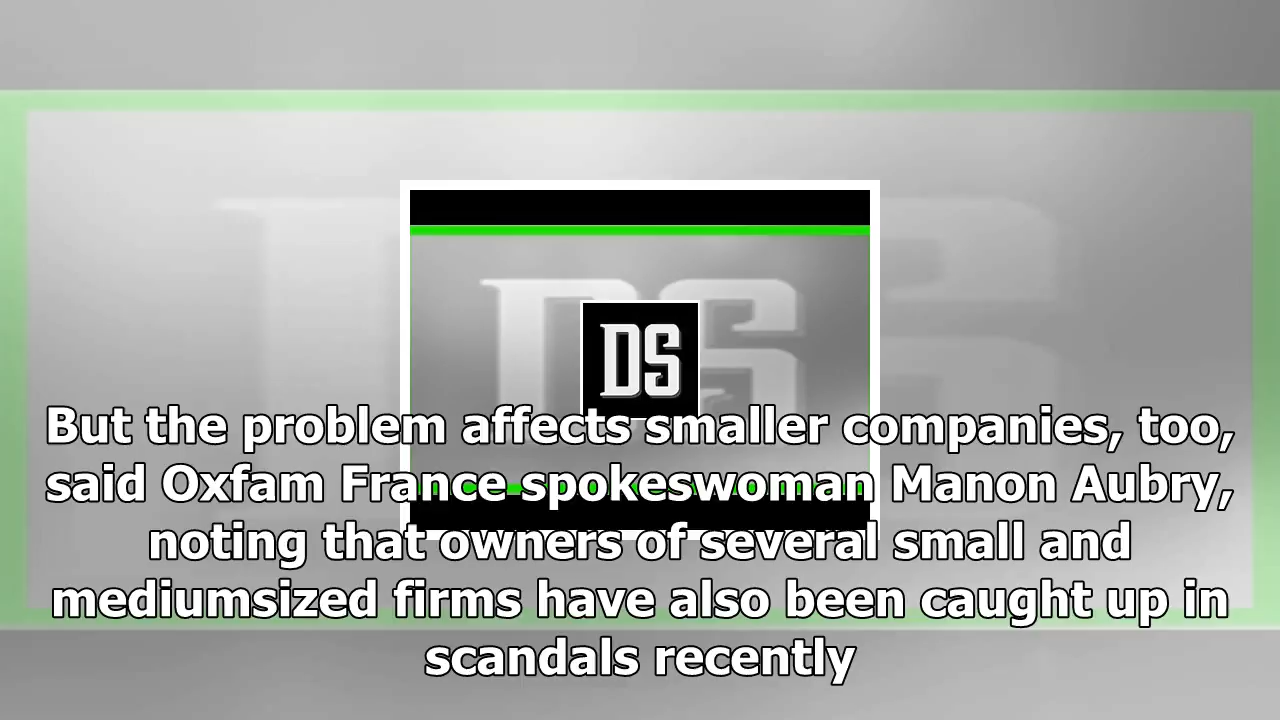 DS
DS
But the problem affects smaller companies, too,
said Oxfam France spokeswoman Manon Aubry,
noting that owners of several small and
mediumsized firms have also been caught up in
scandals recently